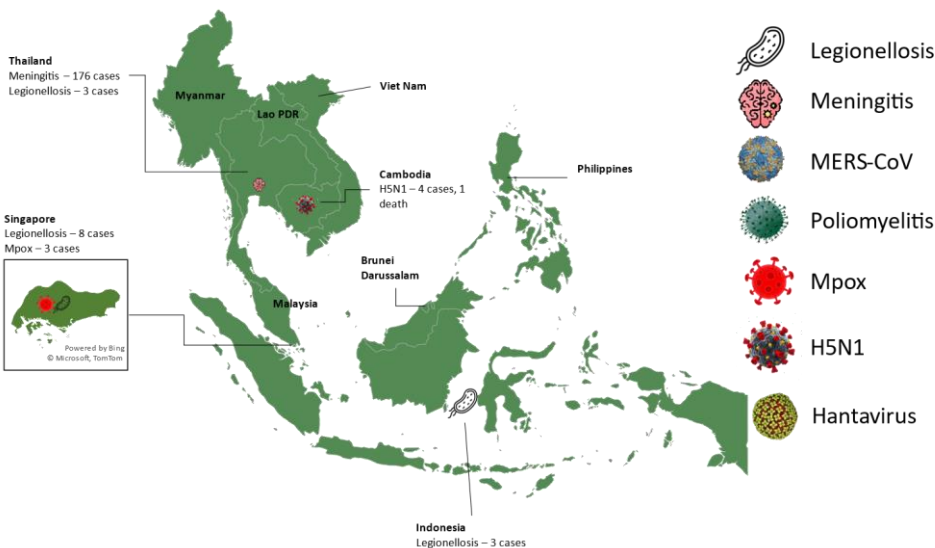 Thailand
Meningitis – 176 cases
Legionellosis – 3 cases
Myanmar
Lao PDR
Viet Nam
Cambodia
H5N1 – 4 cases, 1
death
Philippines
Singapore
Legionellosis – 8 cases
Mpox – 3 cases
Powered by Bing
© Microsoft, TomTom
Malaysia
Brunei
Darussalam
Indonesia
Legionellosis – 3 cases
Legionellosis
Meningitis
MERS-CoV
Poliomyelitis
Mpox
H5N1
Hantavirus